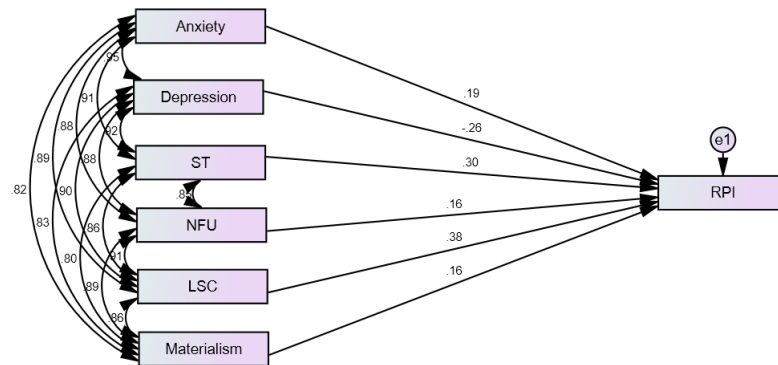 Anxiety
.95
.19
Depression
.91
-.26
e1
.88
.92
ST
.30
.89
.88
RPI
.82
.90
NFU
.16
.83
.86
.91
LSC
.38
.80
.89
.86
.16
Materialism